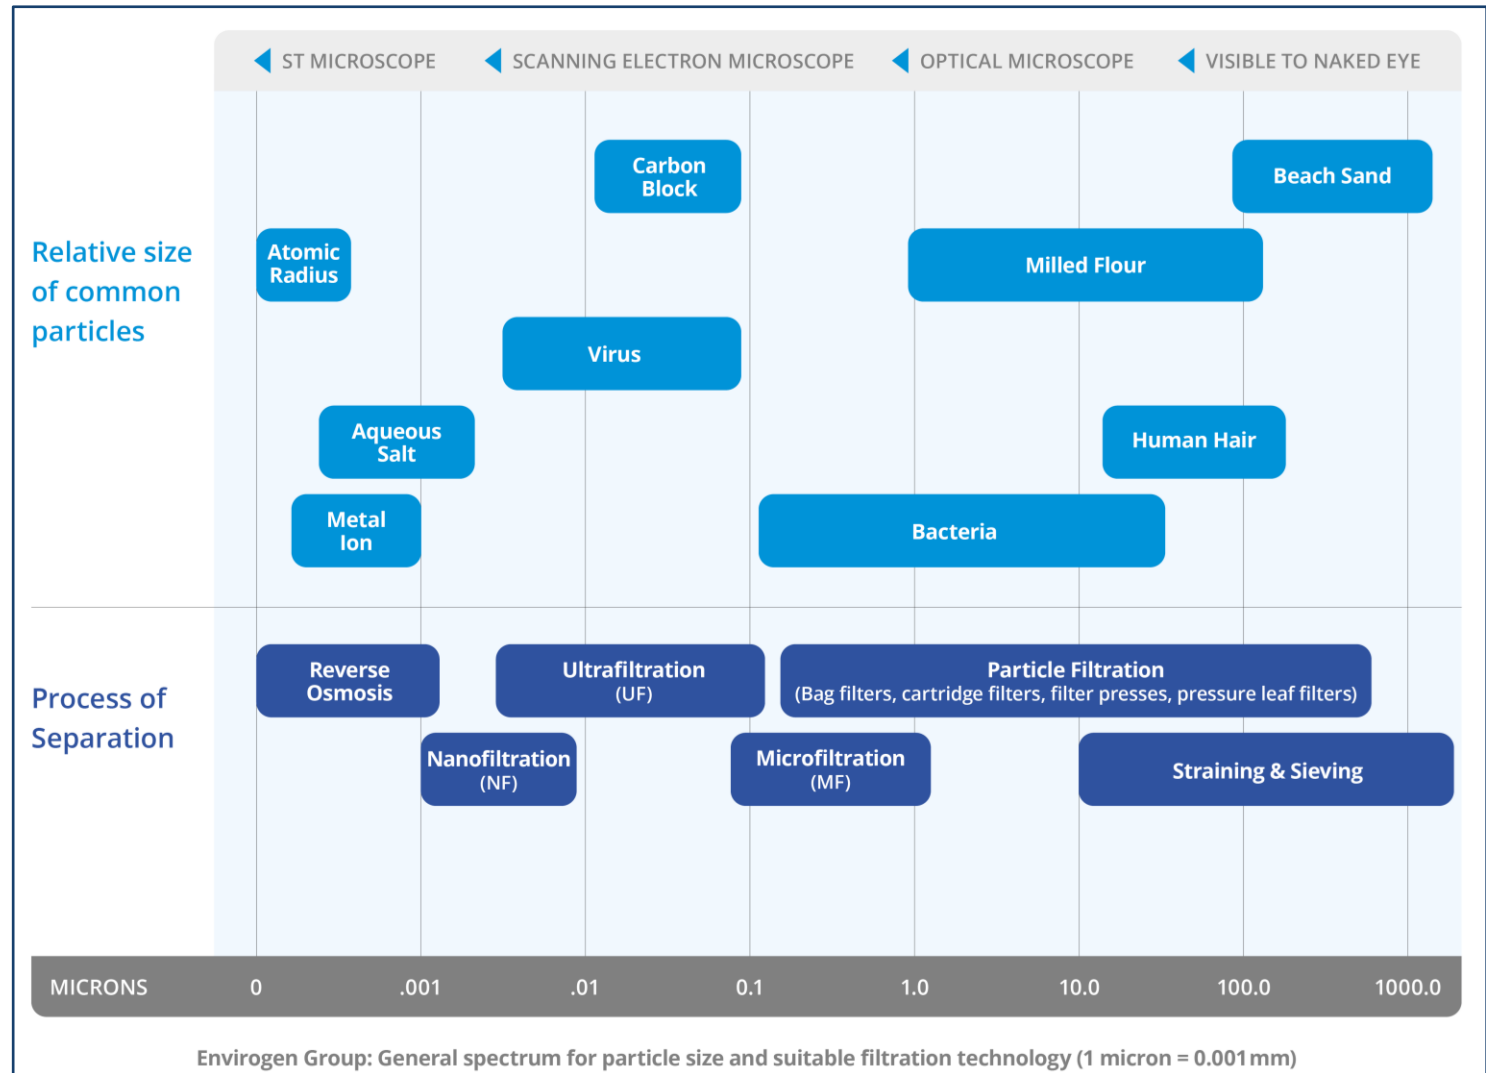 ST MICROSCOPE
SCANNING ELECTRON MICROSCOPE
OPTICAL MICROSCOPE
VISIBLE TO NAKED EYE
Relative size
of common
particles
Carbon
Block
Beach Sand
Atomic
Radius
Milled Flour
Virus
Aqueous
Salt
Human Hair
Metal
Ion
Bacteria
Process of
Separation
Reverse
Osmosis
Ultrafiltration
(UF)
Particle Filtration
(Bag filters, cartridge filters, filter presses, pressure leaf filters)
Nanofiltration
(NF)
Microfiltration
(MF)
Straining & Sieving
MICRONS
0
.001
.01
0.1
1.0
10.0
100.0
1000.0
Envirogen Group: General spectrum for particle size and suitable filtration technology (1 micron = 0.001mm)